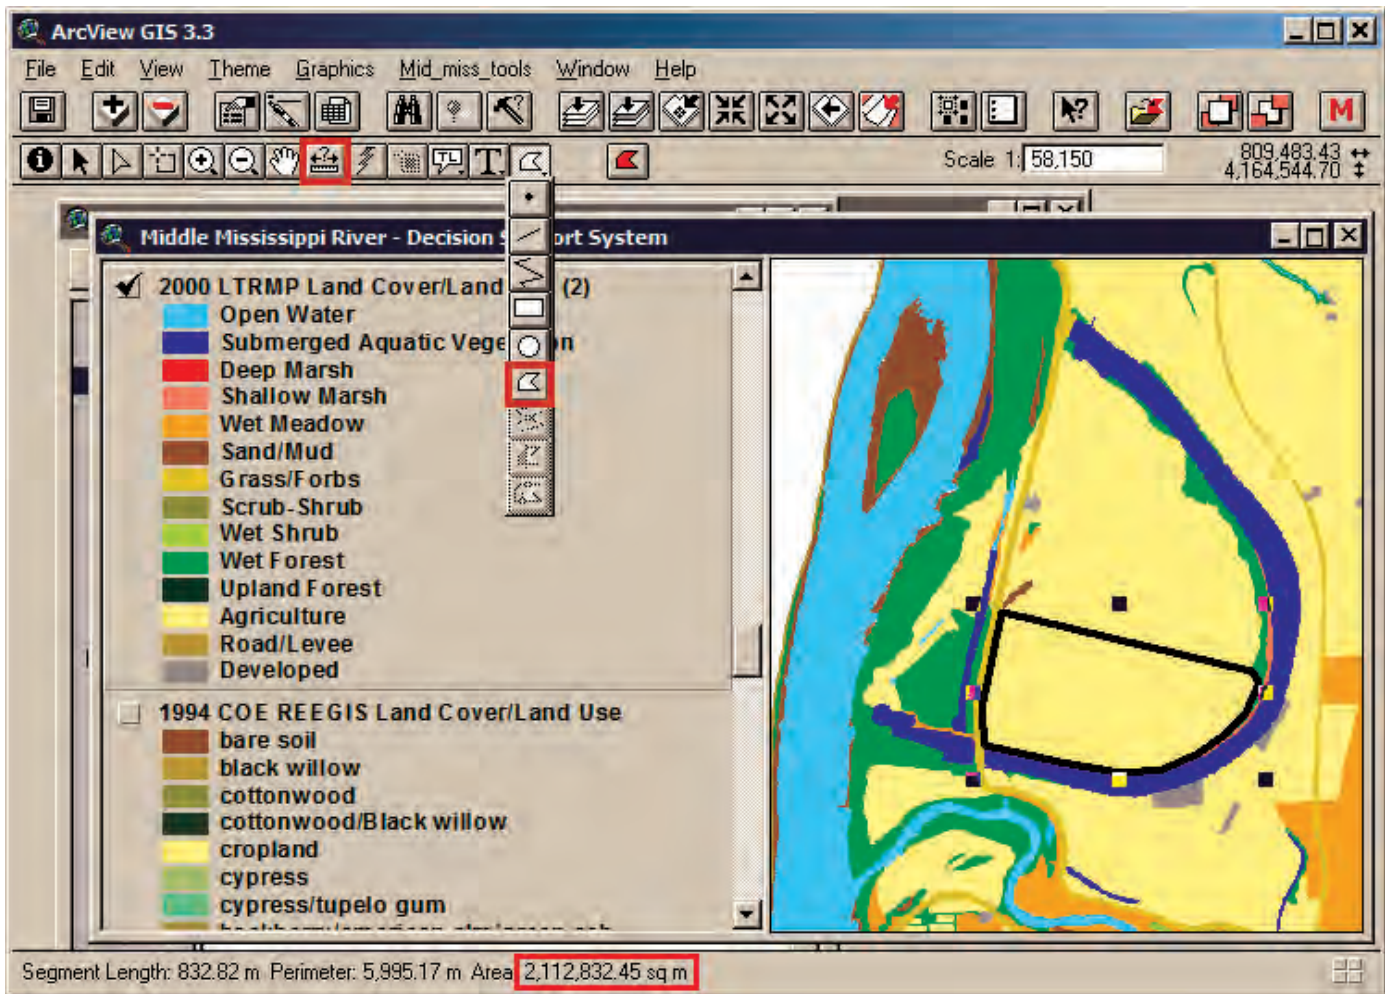 ArcView GIS 3.3
File Edit View Theme Graphics Mid_miss_tools Window Help
M
TL T Scale 1: 58,150 809,483.43
4,164,544.70
Middle Mississippi River - Decision S ort System
2000 LTRMP Land Cover/Land (2)
Open Water
Submerged Aquatic Vege on
Deep Marsh
Shallow Marsh
Wet Meadow
Sand/Mud
Grass/Forbs
Scrub-Shrub
Wet Shrub
Wet Forest
Upland Forest
Agriculture
Road/Levee
Developed
1994 COE REEGIS Land Cover/Land Use
bare soil
black willow
cottonwood
cottonwood/Black willow
cropland
cypress
cypress/tupelo gum
Segment Length: 832.82 m Perimeter: 5,995.17 m Area 2,112,832.45 sq m